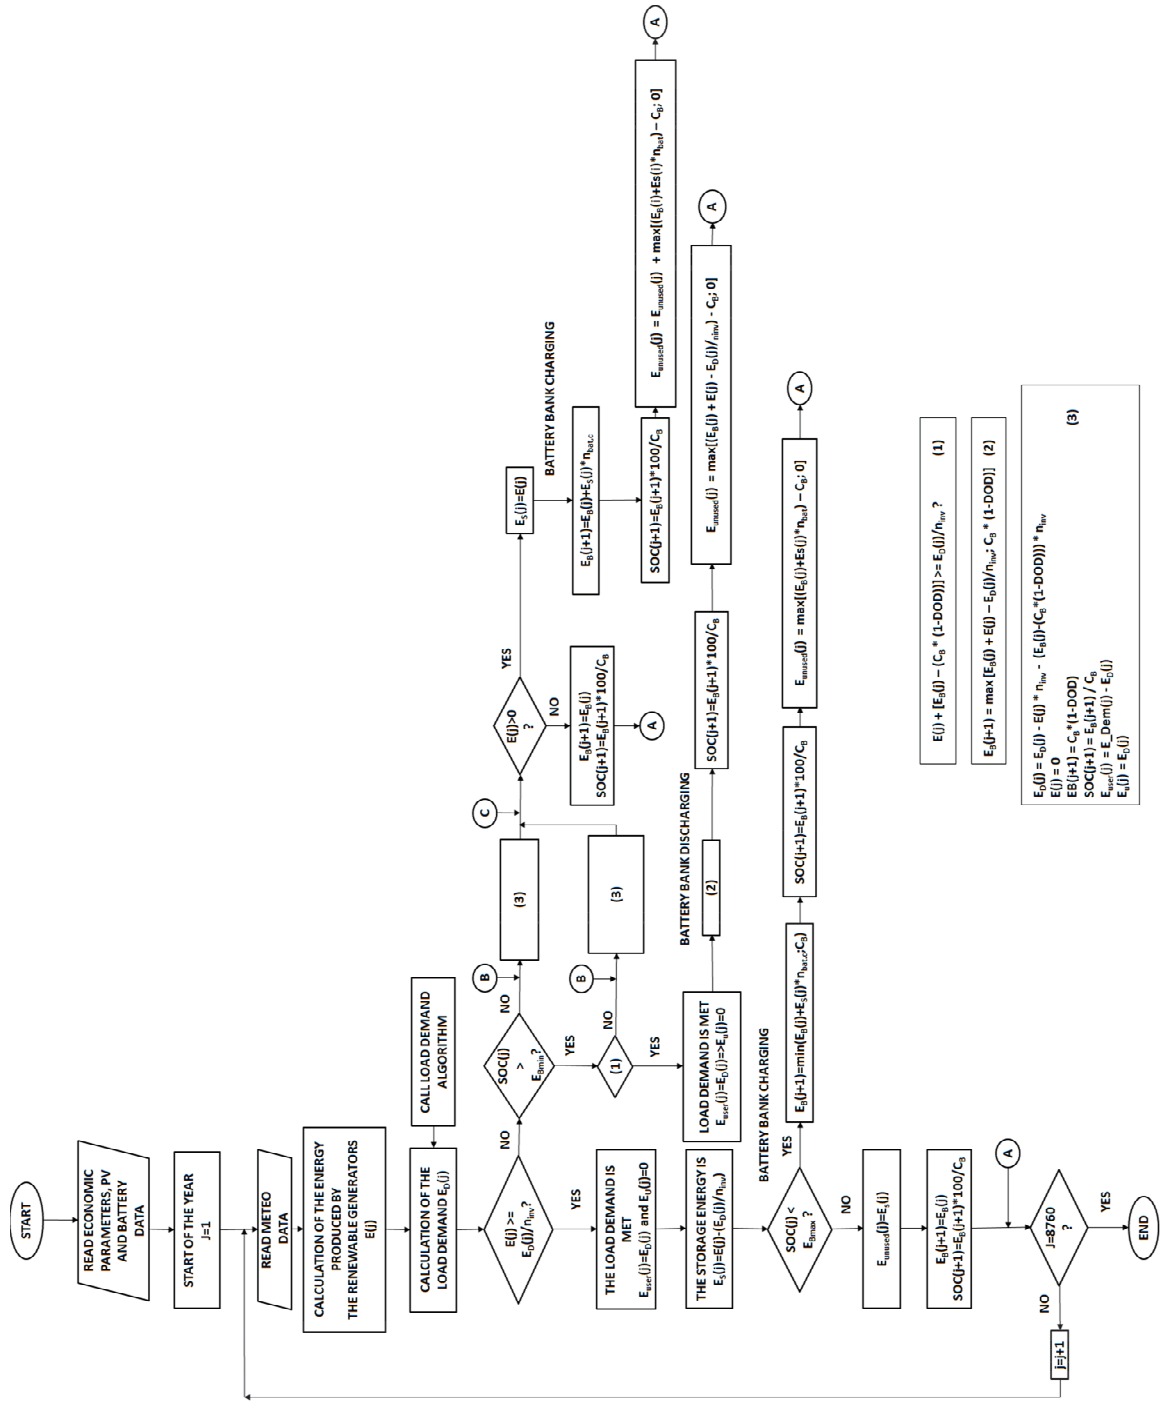 START
READ ECONOMIC
PARAMETERS, PV
AND BATTERY
DATA
START OF THE YEAR
J=1
READ METEO
DATA
CALCULATION OF THE ENERGY
PRODUCED BY
THE RENEWABLE GENERATORS
E(j)
CALL LOAD DEMAND
ALGORITHM
CALCULATION OF THE
LOAD DEMAND E_D(j)
E(j) >=
E_D(j)/n_inv?
NO
YES
SOC(j)
>
E_Bmin?
NO
YES
B
(3)
C
E(j)>0
?
YES
NO
E_S(j)=E(j)
BATTERY BANK CHARGING
E_B(j+1)=E_B(j)+E_S(j)*n_bat,c
SOC(j+1)=E_B(j+1)*100/C_B
E_unused(j) = E_unused(j) + max[(E_B(i)+Es(i)*n_bat) – C_B; 0]
A
E_B(j+1)=E_B(j)
SOC(j+1)=E_B(j+1)*100/C_B
A
(1)
NO
YES
B
(3)
LOAD DEMAND IS MET
E_user(j)=E_D(j)=>E_u(j)=0
BATTERY BANK DISCHARGING
(2)
SOC(j+1)=E_B(j+1)*100/C_B
E_unused(j) = max[(E_B(j) + E(j) - E_D(j)/n_inv) - C_B; 0]
A
THE LOAD DEMAND IS
MET
E_user(j)=E_D(j) and E_U(j)=0
THE STORAGE ENERGY IS
E_S(j)=E(j)-(E_D(j)/n_inv)
SOC(j) <
E_Bmax ?
YES
NO
BATTERY BANK CHARGING
E_B(j+1)=min(E_B(j)+E_S(j)*n_bat,c;C_B)
SOC(j+1)=E_B(j+1)*100/C_B
E_unused(j) = max[(E_B(j)+Es(j)*n_bat) – C_B; 0]
A
E_unused(j)=E_s(j)
E_B(j+1)=E_B(j)
SOC(j+1)=E_B(j+1)*100/C_B
A
J=8760
?
NO
YES
j=j+1
END
E(j) + [E_B(j) – (C_B * (1-DOD))] >= E_D(j)/n_inv ? (1)
E_B(j+1) = max [E_B(j) + E(j) – E_D(j)/n_inv; C_B * (1-DOD)] (2)
E_D(j) = E_D(j) - E(j) * n_inv - (E_B(j)-(C_B*(1-DOD))) * n_inv
E(j) = 0
EB(j+1) = C_B*(1-DOD)
(3)
SOC(j+1) = E_B(j+1) / C_B
E_user(j) = E_Dem(j) - E_D(j)
E_u(j) = E_D(j)